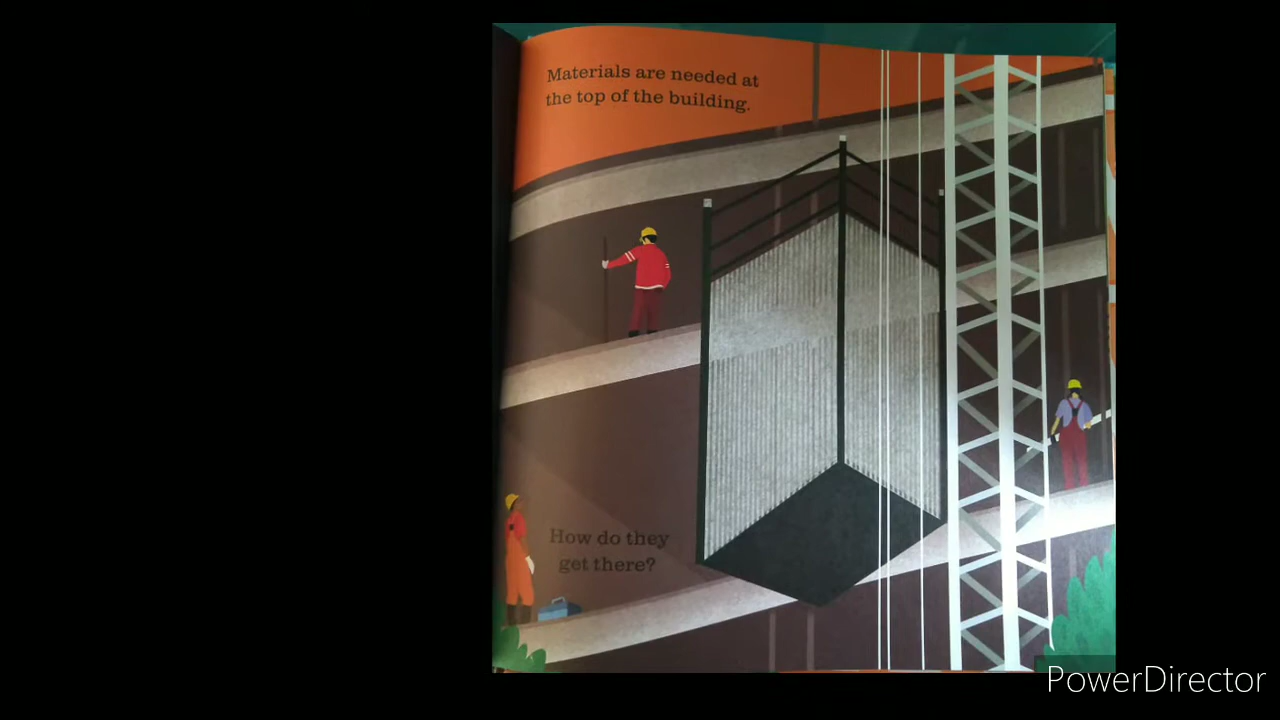 Materials are needed at
the top of the building.
How do they
get there?
PowerDirector